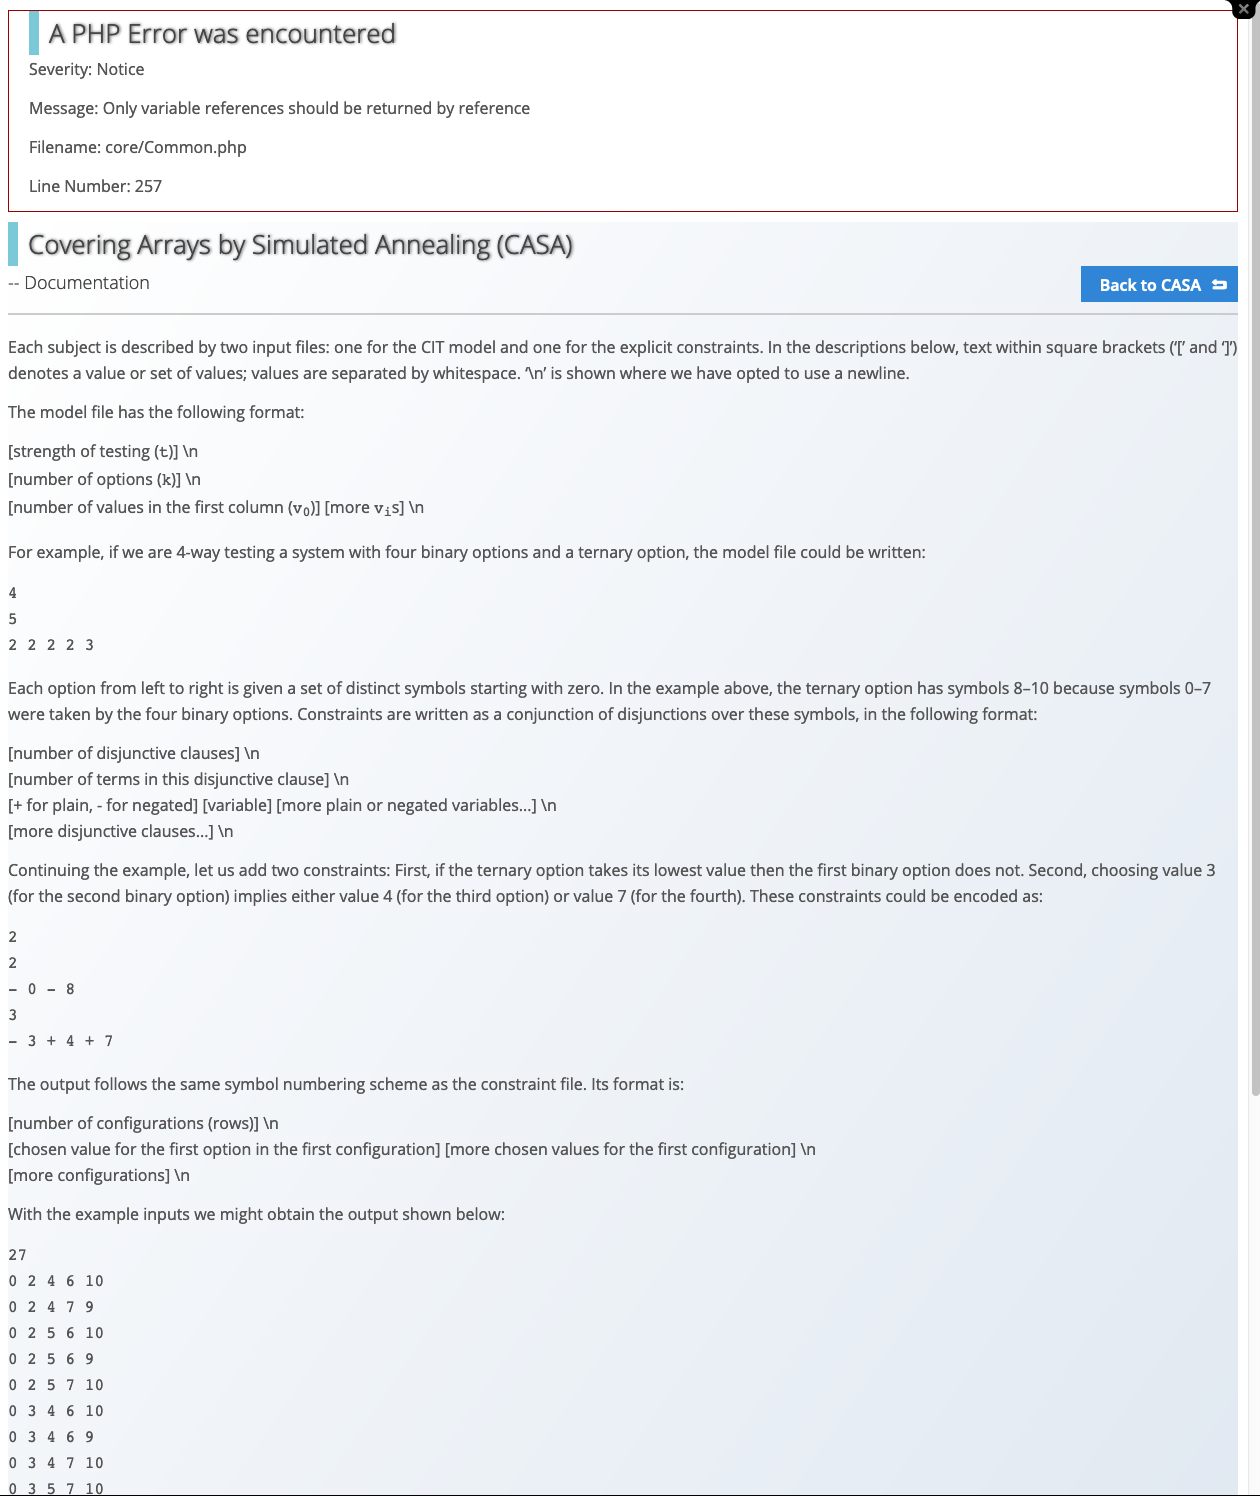 A PHP Error was encountered
Severity: Notice
Message: Only variable references should be returned by reference
Filename: core/Common.php
Line Number: 257
Covering Arrays by Simulated Annealing (CASA)
-- Documentation
Back to CASA
Each subject is described by two input files: one for the CIT model and one for the explicit constraints. In the descriptions below, text within square brackets (‘[’ and ‘]’)
denotes a value or set of values; values are separated by whitespace. ‘\n’ is shown where we have opted to use a newline.
The model file has the following format:
[strength of testing (t)] \n
[number of options (k)] \n
[number of values in the first column (v0)] [more vis] \n
For example, if we are 4-way testing a system with four binary options and a ternary option, the model file could be written:
4
5
2 2 2 2 3
Each option from left to right is given a set of distinct symbols starting with zero. In the example above, the ternary option has symbols 8–10 because symbols 0–7
were taken by the four binary options. Constraints are written as a conjunction of disjunctions over these symbols, in the following format:
[number of disjunctive clauses] \n
[number of terms in this disjunctive clause] \n
[+ for plain, - for negated] [variable] [more plain or negated variables...] \n
[more disjunctive clauses...] \n
Continuing the example, let us add two constraints: First, if the ternary option takes its lowest value then the first binary option does not. Second, choosing value 3
(for the second binary option) implies either value 4 (for the third option) or value 7 (for the fourth). These constraints could be encoded as:
2
2
– 0 – 8
3
– 3 + 4 + 7
The output follows the same symbol numbering scheme as the constraint file. Its format is:
[number of configurations (rows)] \n
[chosen value for the first option in the first configuration] [more chosen values for the first configuration] \n
[more configurations] \n
With the example inputs we might obtain the output shown below:
27
0 2 4 6 10
0 2 4 7 9
0 2 5 6 10
0 2 5 6 9
0 2 5 7 10
0 3 4 6 10
0 3 4 6 9
0 3 4 7 10
0 3 5 7 10